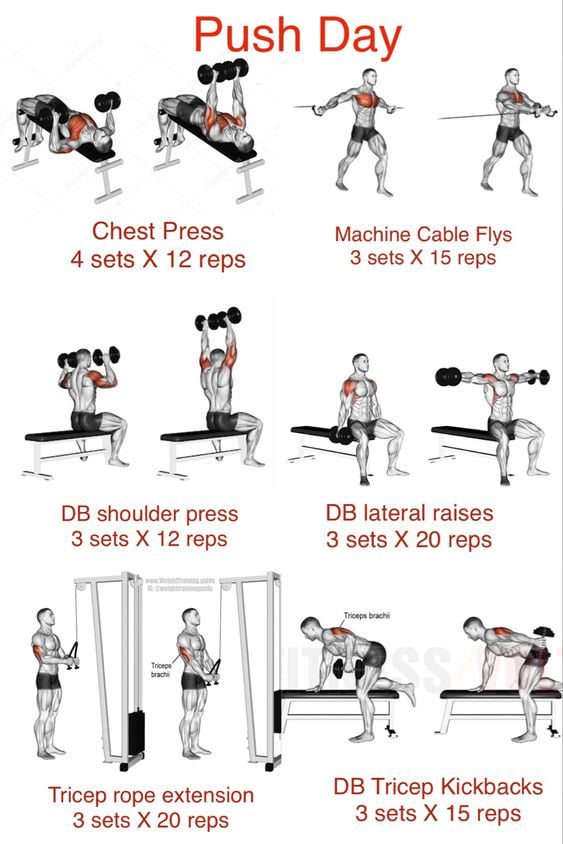 Push Day
Chest Press
4 sets X 12 reps
Machine Cable Flys
3 sets X 15 reps
DB shoulder press
3 sets X 12 reps
DB lateral raises
3 sets X 20 reps
www.WeightTraining.guide
IG: @weighttrainingguide
Triceps
brachii
Tricep rope extension
3 sets X 20 reps
Triceps brachii
DB Tricep Kickbacks
3 sets X 15 reps